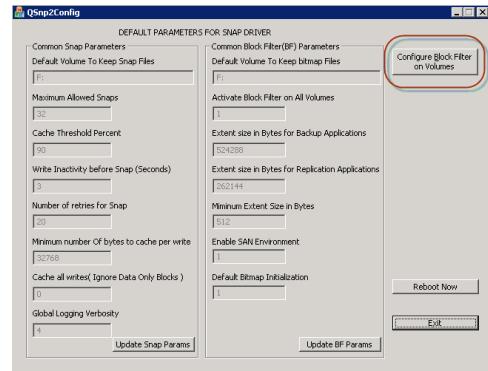 QSnp2Config
DEFAULT PARAMETERS FOR SNAP DRIVER
Common Snap Parameters
Default Volume To Keep Snap Files
F:
Maximum Allowed Snaps
32
Cache Threshold Percent
90
Write Inactivity before Snap (Seconds)
3
Number of retries for Snap
20
Minimum number Of bytes to cache per write
32768
Cache all writes( Ignore Data Only Blocks )
0
Global Logging Verbosity
4
Update Snap Params
Common Block Filter(BF) Parameters
Default Volume To Keep bitmap Files
F:
Activate Block Filter on All Volumes
1
Extent size in Bytes for Backup Applications
524288
Extent size in Bytes for Replication Applications
262144
Miminum Extent Size in Bytes
512
Enable SAN Environment
1
Default Bitmap Initialization
1
Update BF Params
Configure Block Filter
on Volumes
Reboot Now
Exit